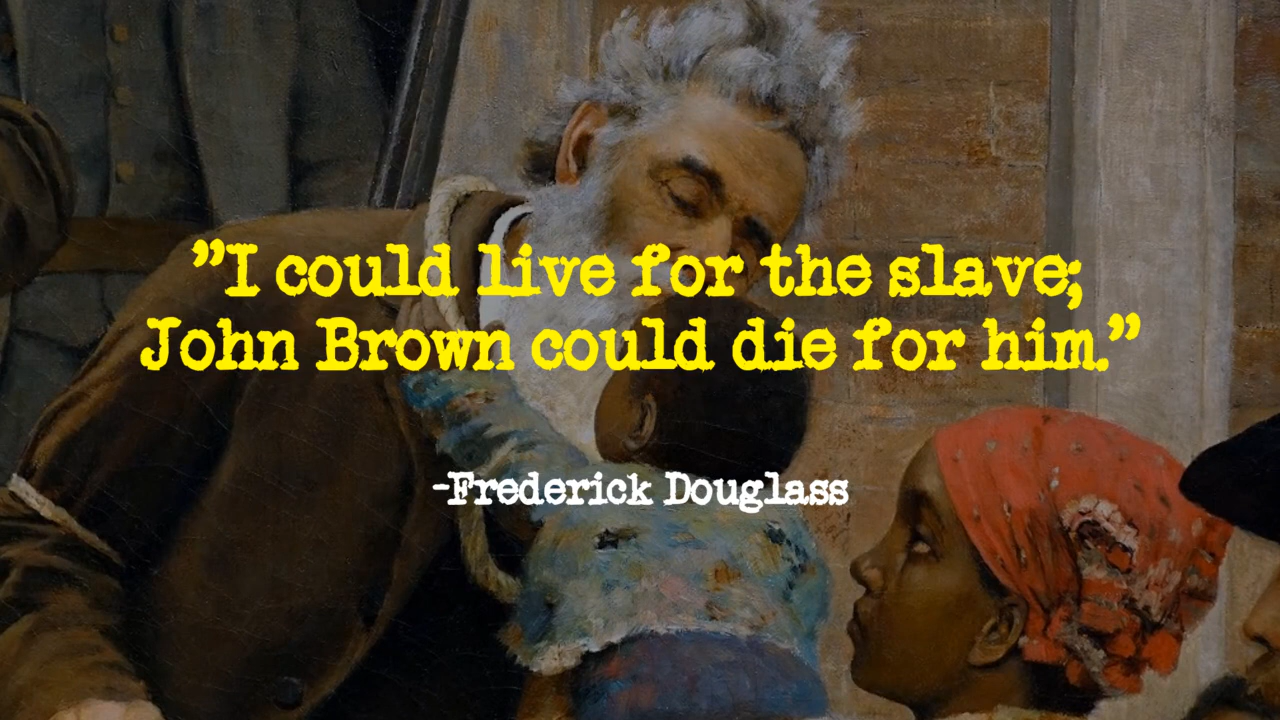 ”I could live for the slave;
John Brown could die for him.”
-Frederick Douglass